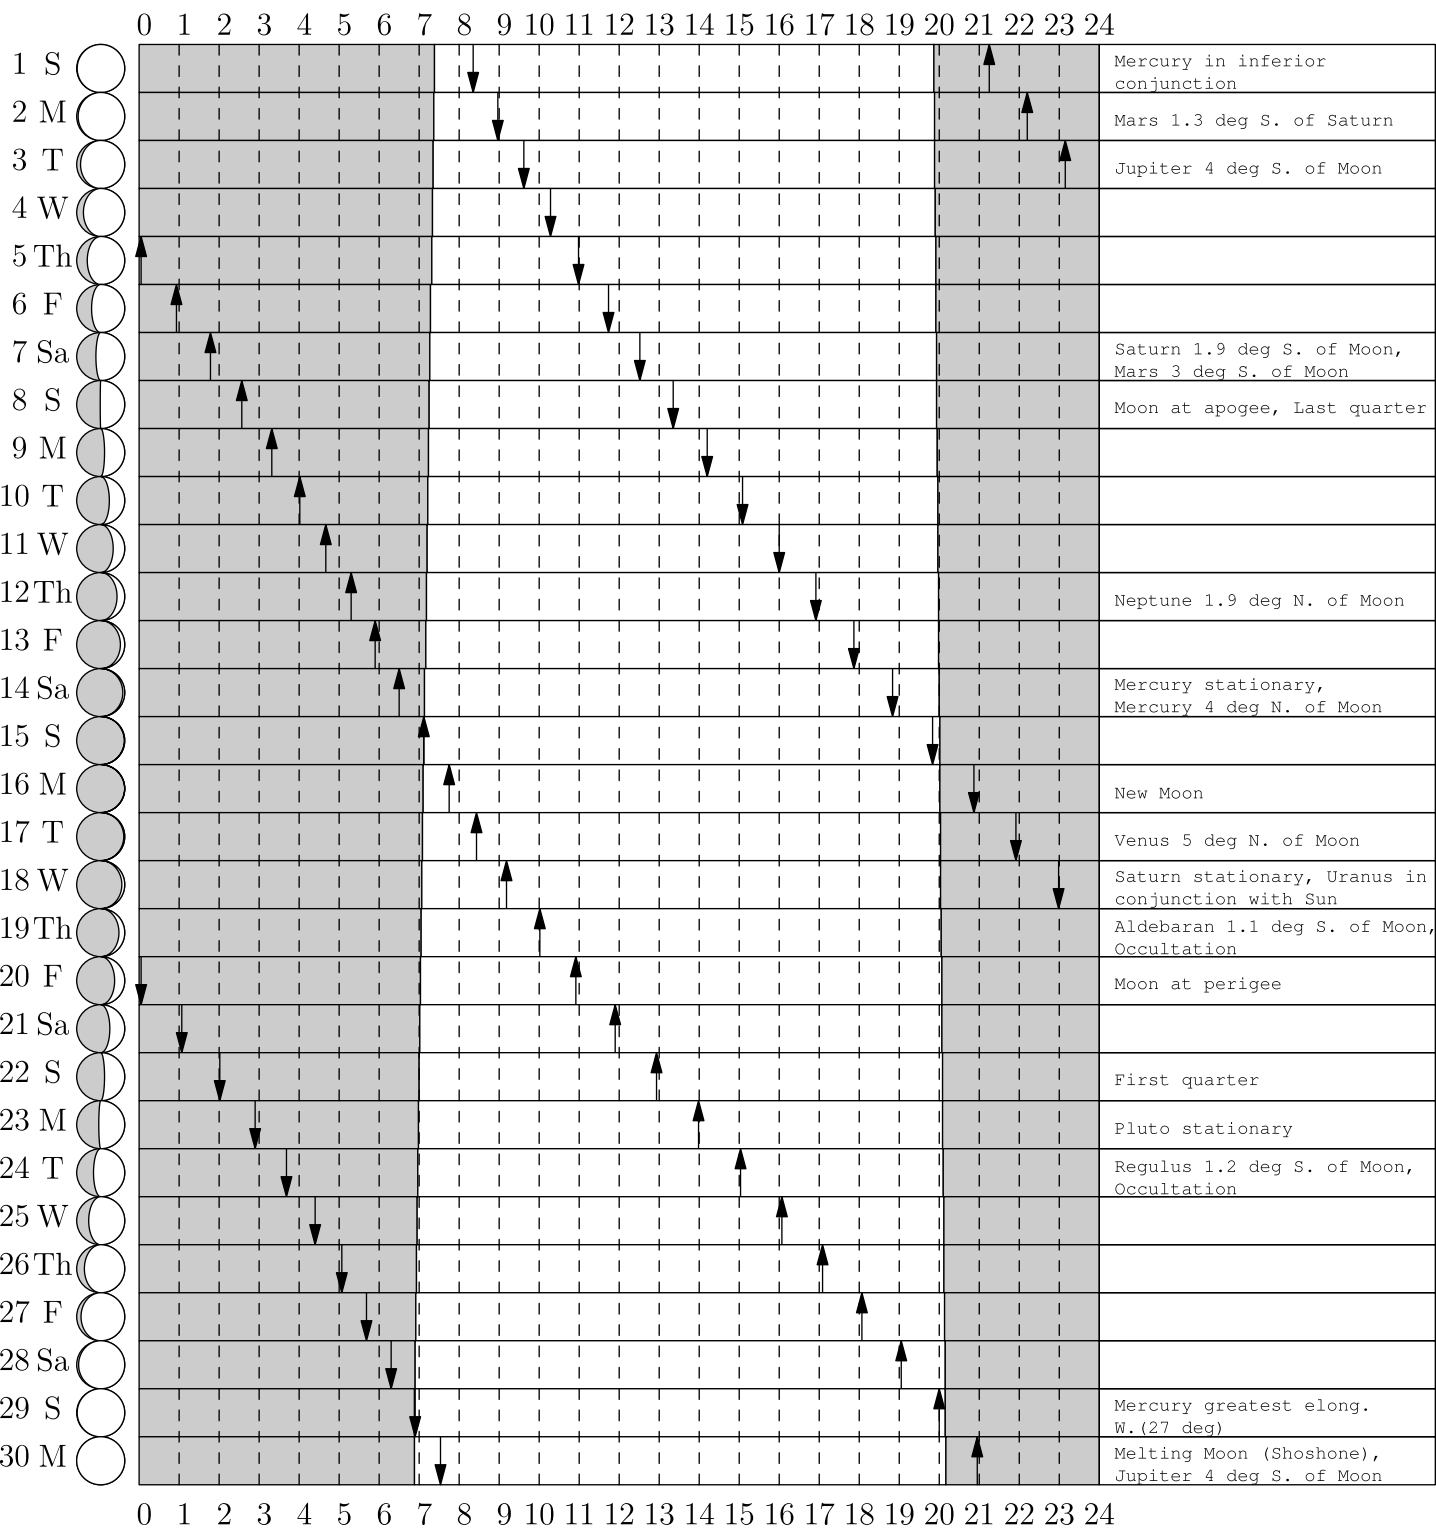 0 1 2 3 4 5 6 7 8 9 10 11 12 13 14 15 16 17 18 19 20 21 22 23 24
1 S Mercury in inferior
conjunction
2 M Mars 1.3 deg S. of Saturn
3 T Jupiter 4 deg S. of Moon
4 W
5 Th
6 F
7 Sa Saturn 1.9 deg S. of Moon,
Mars 3 deg S. of Moon
8 S Moon at apogee, Last quarter
9 M
10 T
11 W
12 Th Neptune 1.9 deg N. of Moon
13 F
14 Sa Mercury stationary,
Mercury 4 deg N. of Moon
15 S
16 M New Moon
17 T Venus 5 deg N. of Moon
18 W Saturn stationary, Uranus in
conjunction with Sun
19 Th Aldebaran 1.1 deg S. of Moon,
Occultation
20 F Moon at perigee
21 Sa
22 S First quarter
23 M Pluto stationary
24 T Regulus 1.2 deg S. of Moon,
Occultation
25 W
26 Th
27 F
28 Sa
29 S Mercury greatest elong.
W.(27 deg)
30 M Melting Moon (Shoshone),
Jupiter 4 deg S. of Moon
0 1 2 3 4 5 6 7 8 9 10 11 12 13 14 15 16 17 18 19 20 21 22 23 24